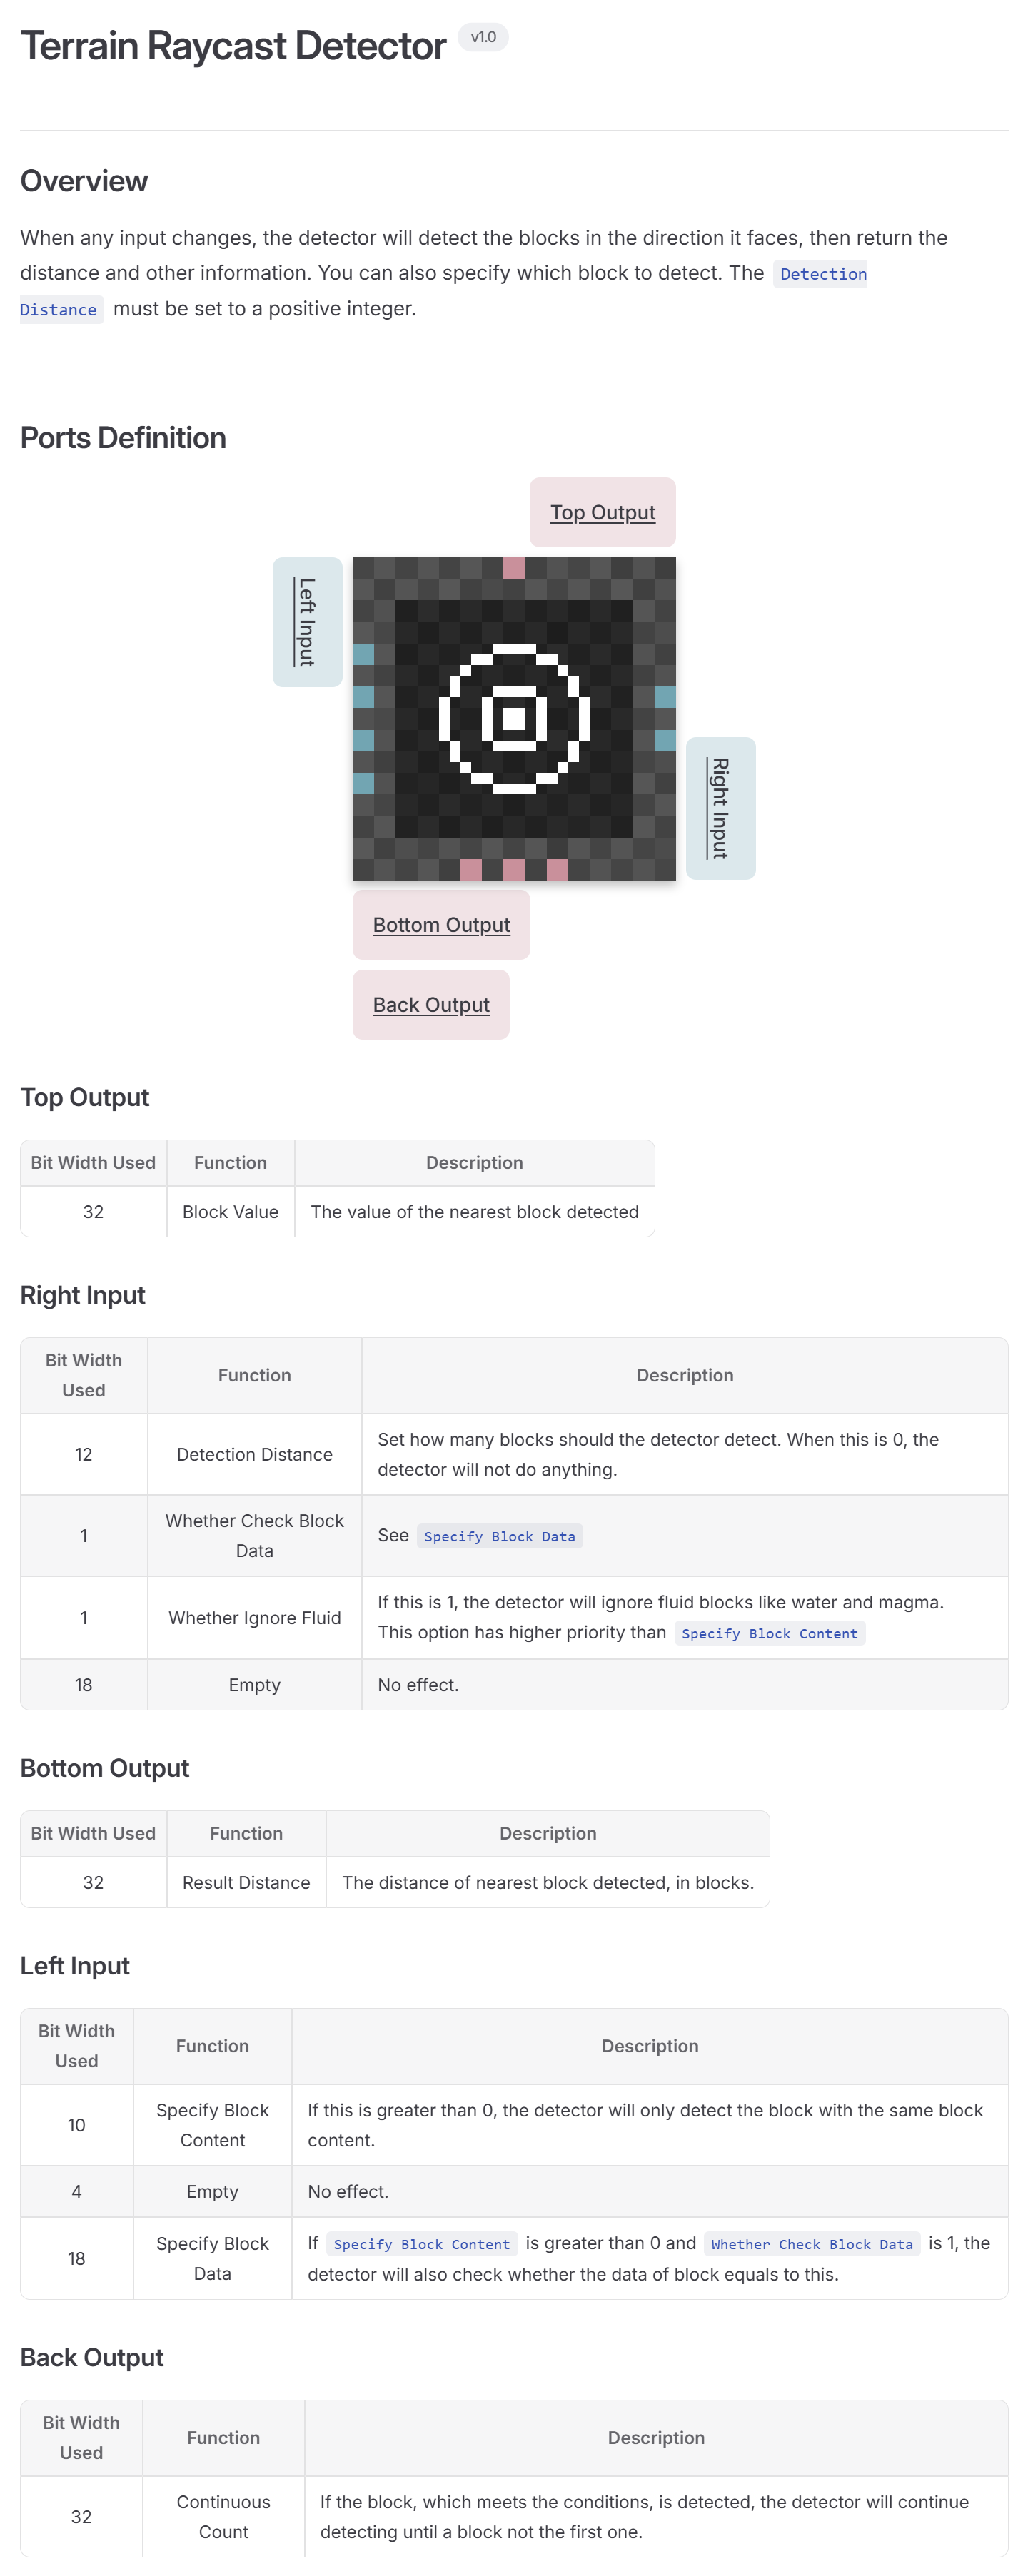 Terrain Raycast Detector v1.0
Overview
When any input changes, the detector will detect the blocks in the direction it faces, then return the
distance and other information. You can also specify which block to detect. The Detection
Distance must be set to a positive integer.
Ports Definition
Top Output
Left Input
Right Input
Bottom Output
Back Output
Top Output
Bit Width Used Function Description
32 Block Value The value of the nearest block detected
Right Input
Bit Width
Used
Function
Description
12
Detection Distance
Set how many blocks should the detector detect. When this is 0, the
detector will not do anything.
1
Whether Check Block
Data
See Specify Block Data
1
Whether Ignore Fluid
If this is 1, the detector will ignore fluid blocks like water and magma.
This option has higher priority than Specify Block Content
18 Empty No effect.
Bottom Output
Bit Width Used Function Description
32 Result Distance The distance of nearest block detected, in blocks.
Left Input
Bit Width
Used
Function
Description
10
Specify Block
Content
If this is greater than 0, the detector will only detect the block with the same block
content.
4 Empty No effect.
18
Specify Block
Data
If Specify Block Content is greater than 0 and Whether Check Block Data is 1, the
detector will also check whether the data of block equals to this.
Back Output
Bit Width
Used
Function
Description
32
Continuous
Count
If the block, which meets the conditions, is detected, the detector will continue
detecting until a block not the first one.